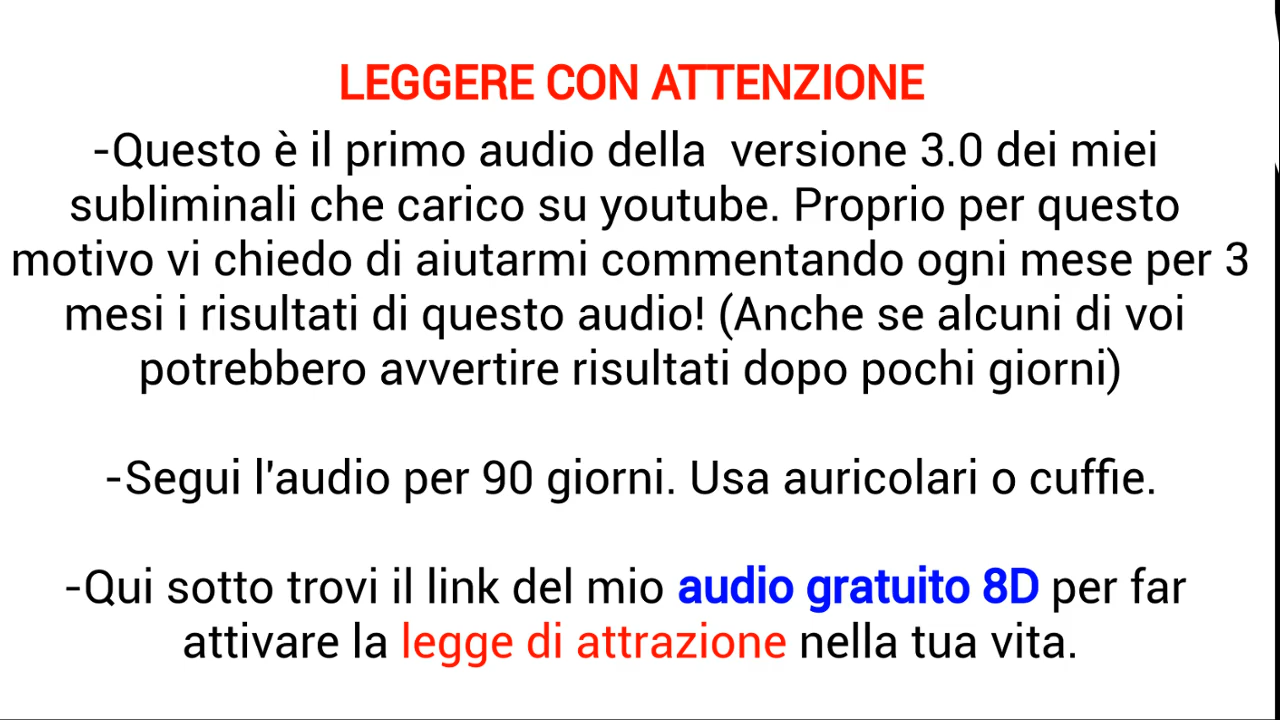 LEGGERE CON ATTENZIONE
-Questo è il primo audio della  versione 3.0 dei miei
subliminali che carico su youtube. Proprio per questo
motivo vi chiedo di aiutarmi commentando ogni mese per 3
mesi i risultati di questo audio! (Anche se alcuni di voi
potrebbero avvertire risultati dopo pochi giorni)
-Segui l'audio per 90 giorni. Usa auricolari o cuffie.
-Qui sotto trovi il link del mio audio gratuito 8D per far
attivare la legge di attrazione nella tua vita.